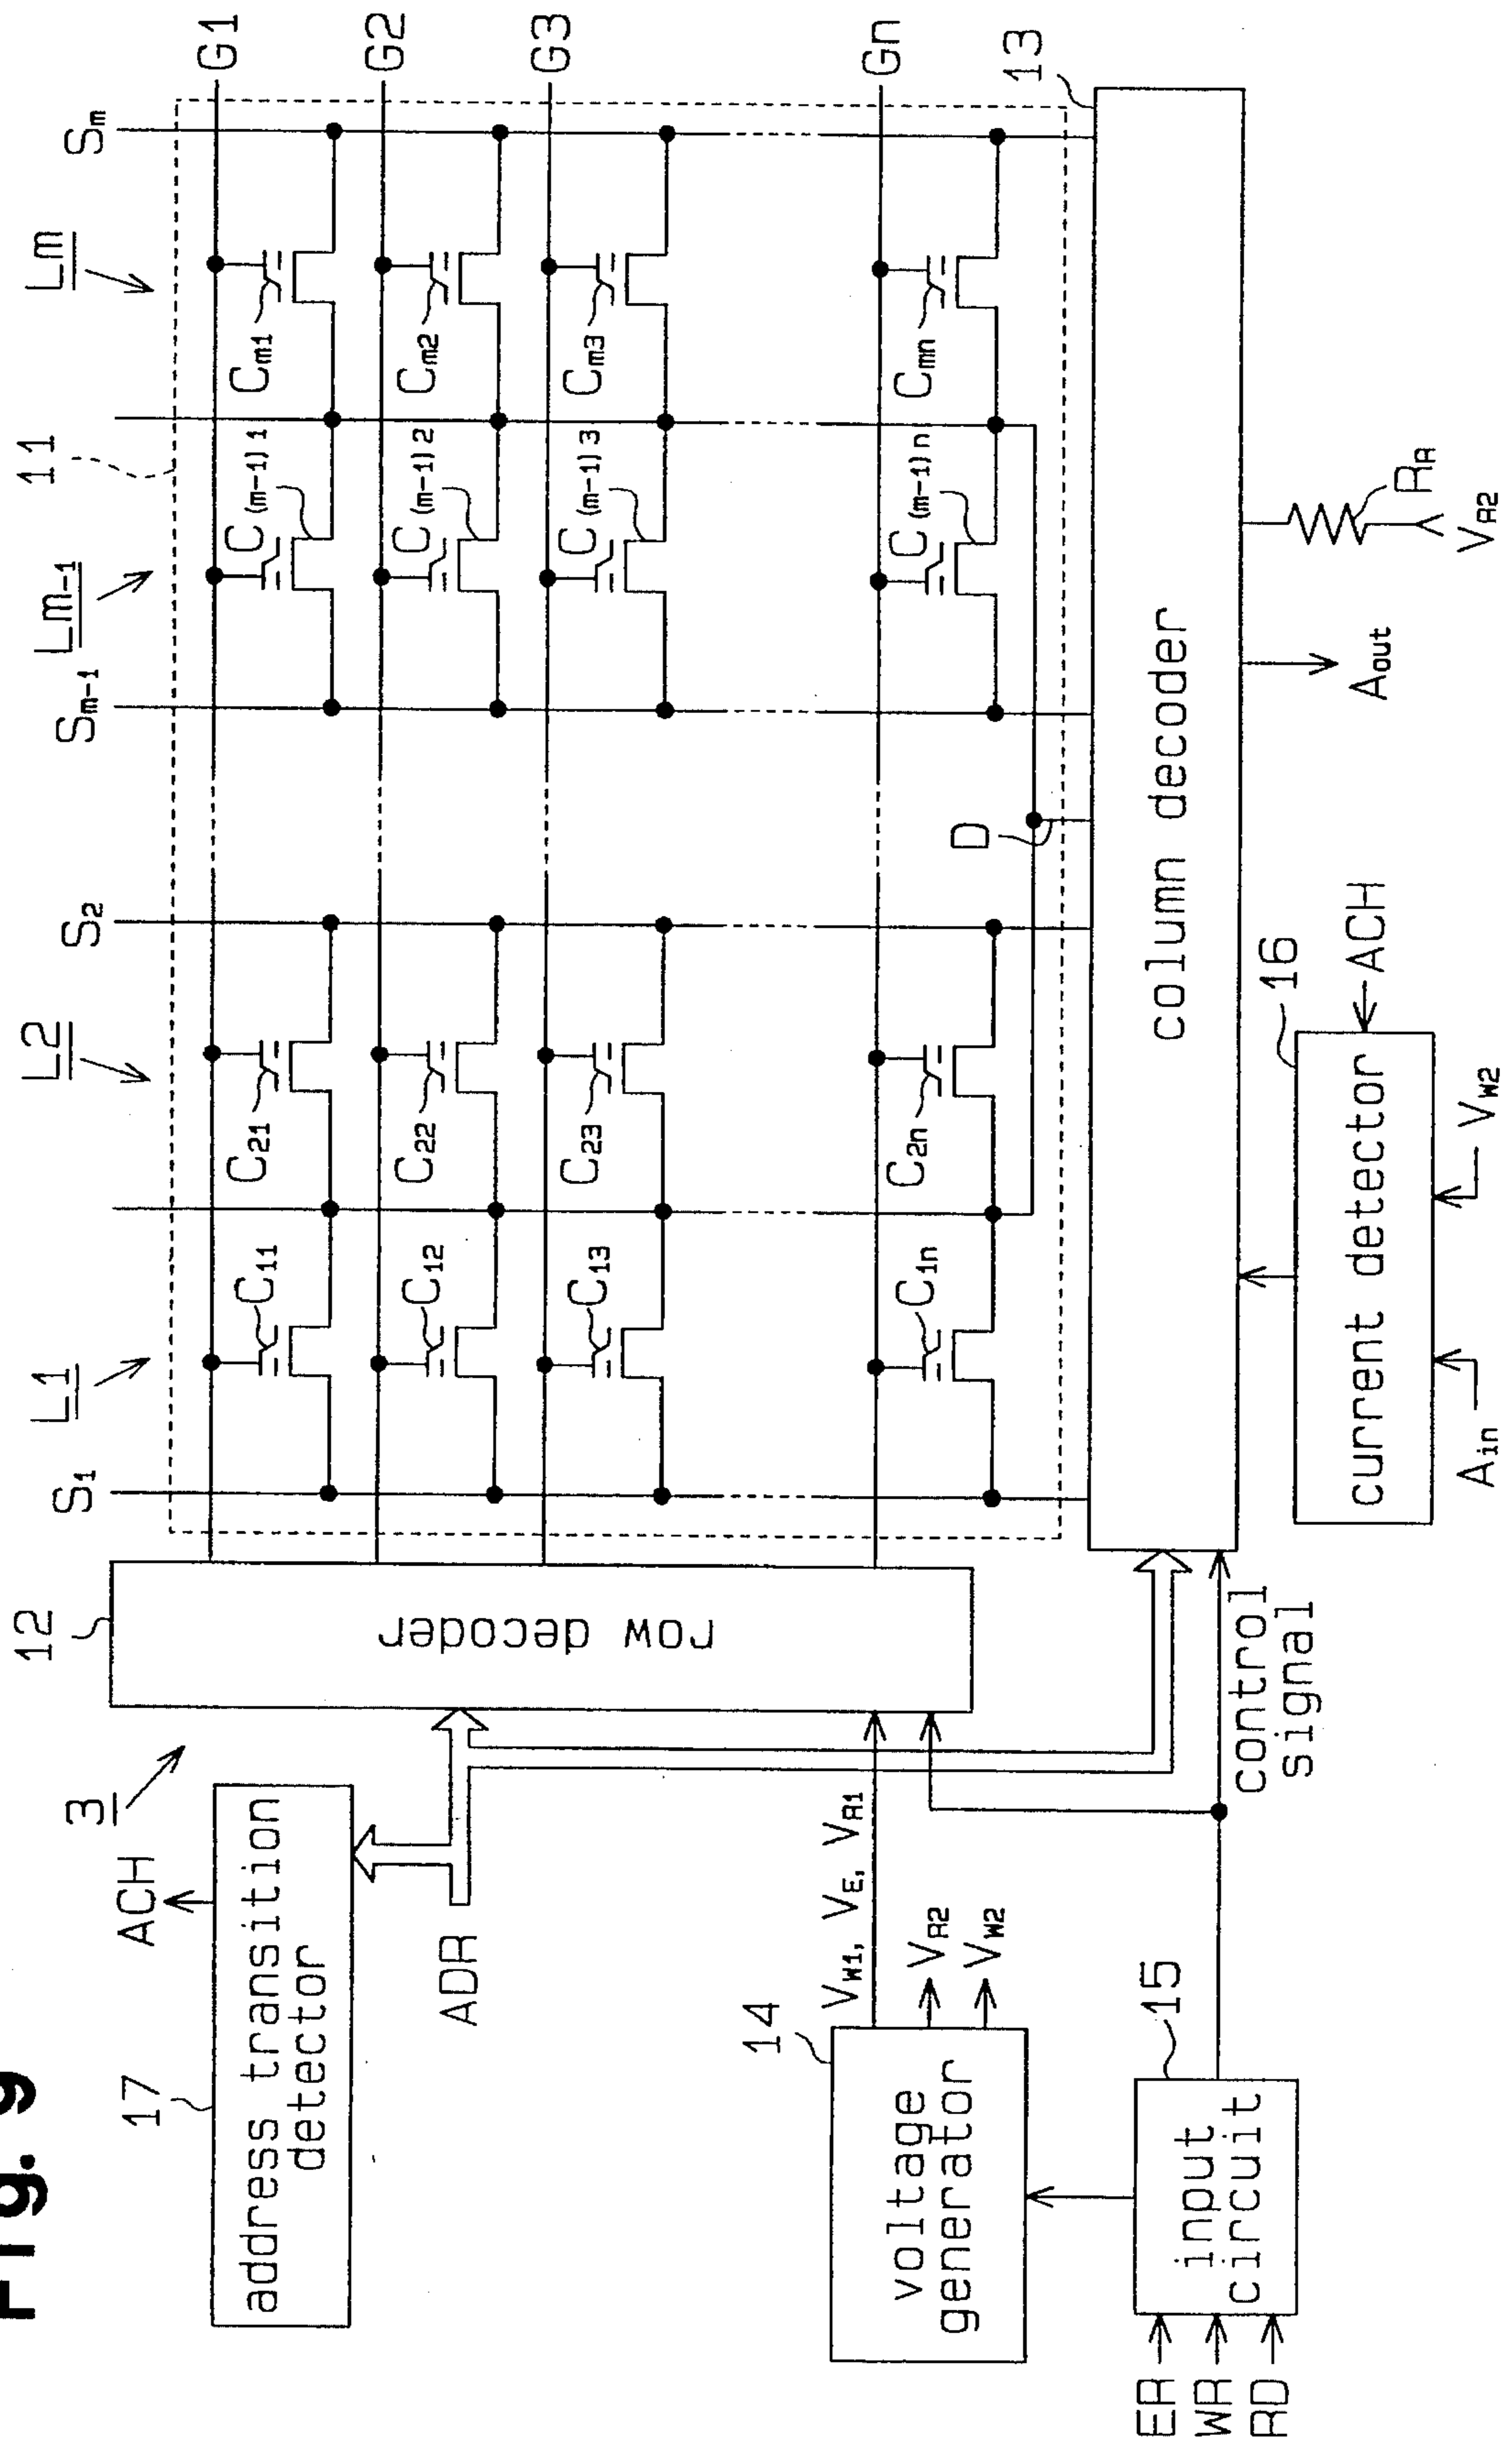 Fig. 9
3
17
address transition
detector
ACH
ADR
12
row decoder
14
voltage
generator
VW1, VE, VR1
VR2
VW2
15
input
circuit
ER
WR
RD
control
signal
11
L1
L2
Lm-1
Lm
S1
S2
Sm-1
Sm
G1
G2
G3
Gn
C11
C21
C(m-1)1
Cm1
C12
C22
C(m-1)2
Cm2
C13
C23
C(m-1)3
Cm3
C1n
C2n
C(m-1)n
Cmn
D
13
column decoder
16
current detector
ACH
Ain
VW2
Aout
RR
VR2